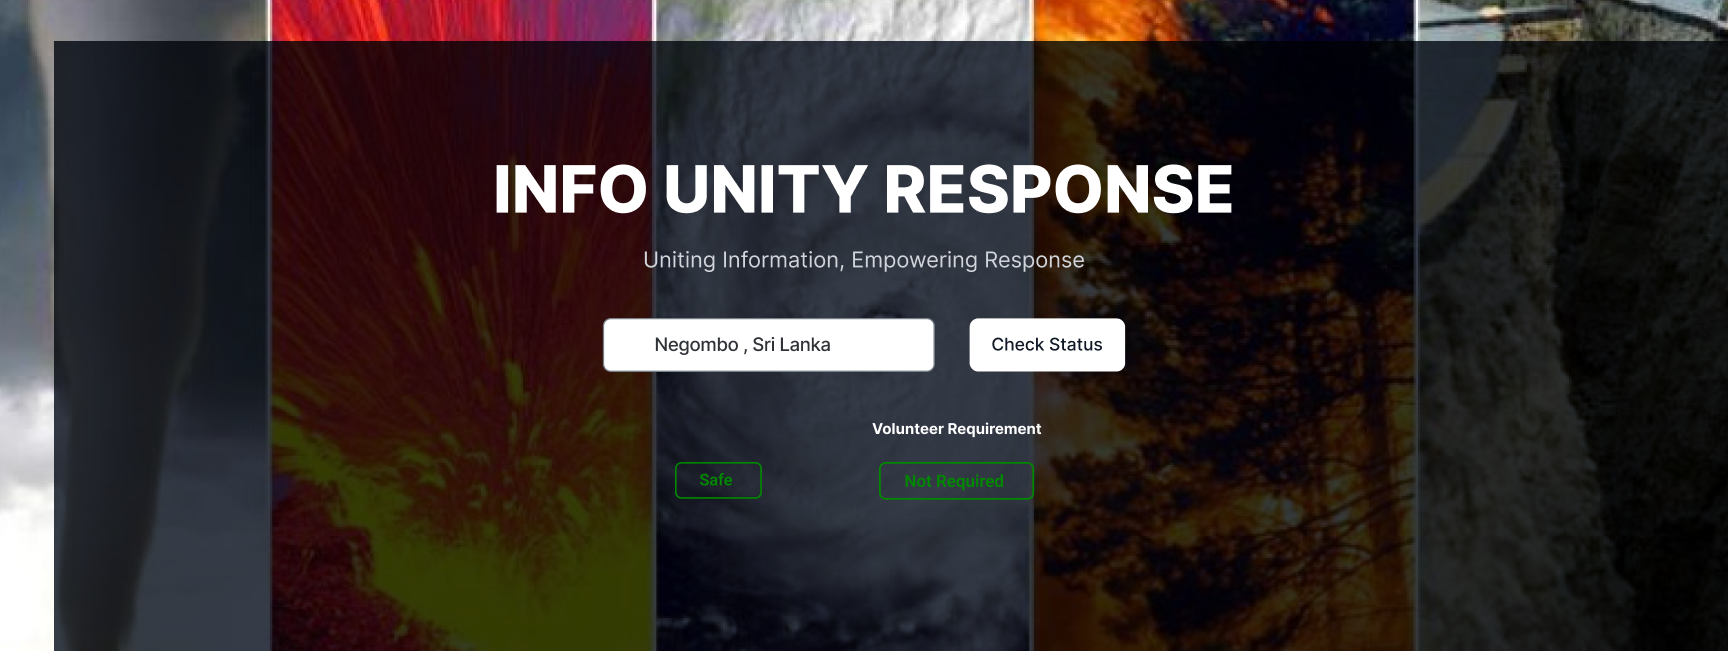 INFO UNITY RESPONSE
Uniting Information, Empowering Response
Negombo , Sri Lanka
Check Status
Volunteer Requirement
Safe
Not Required